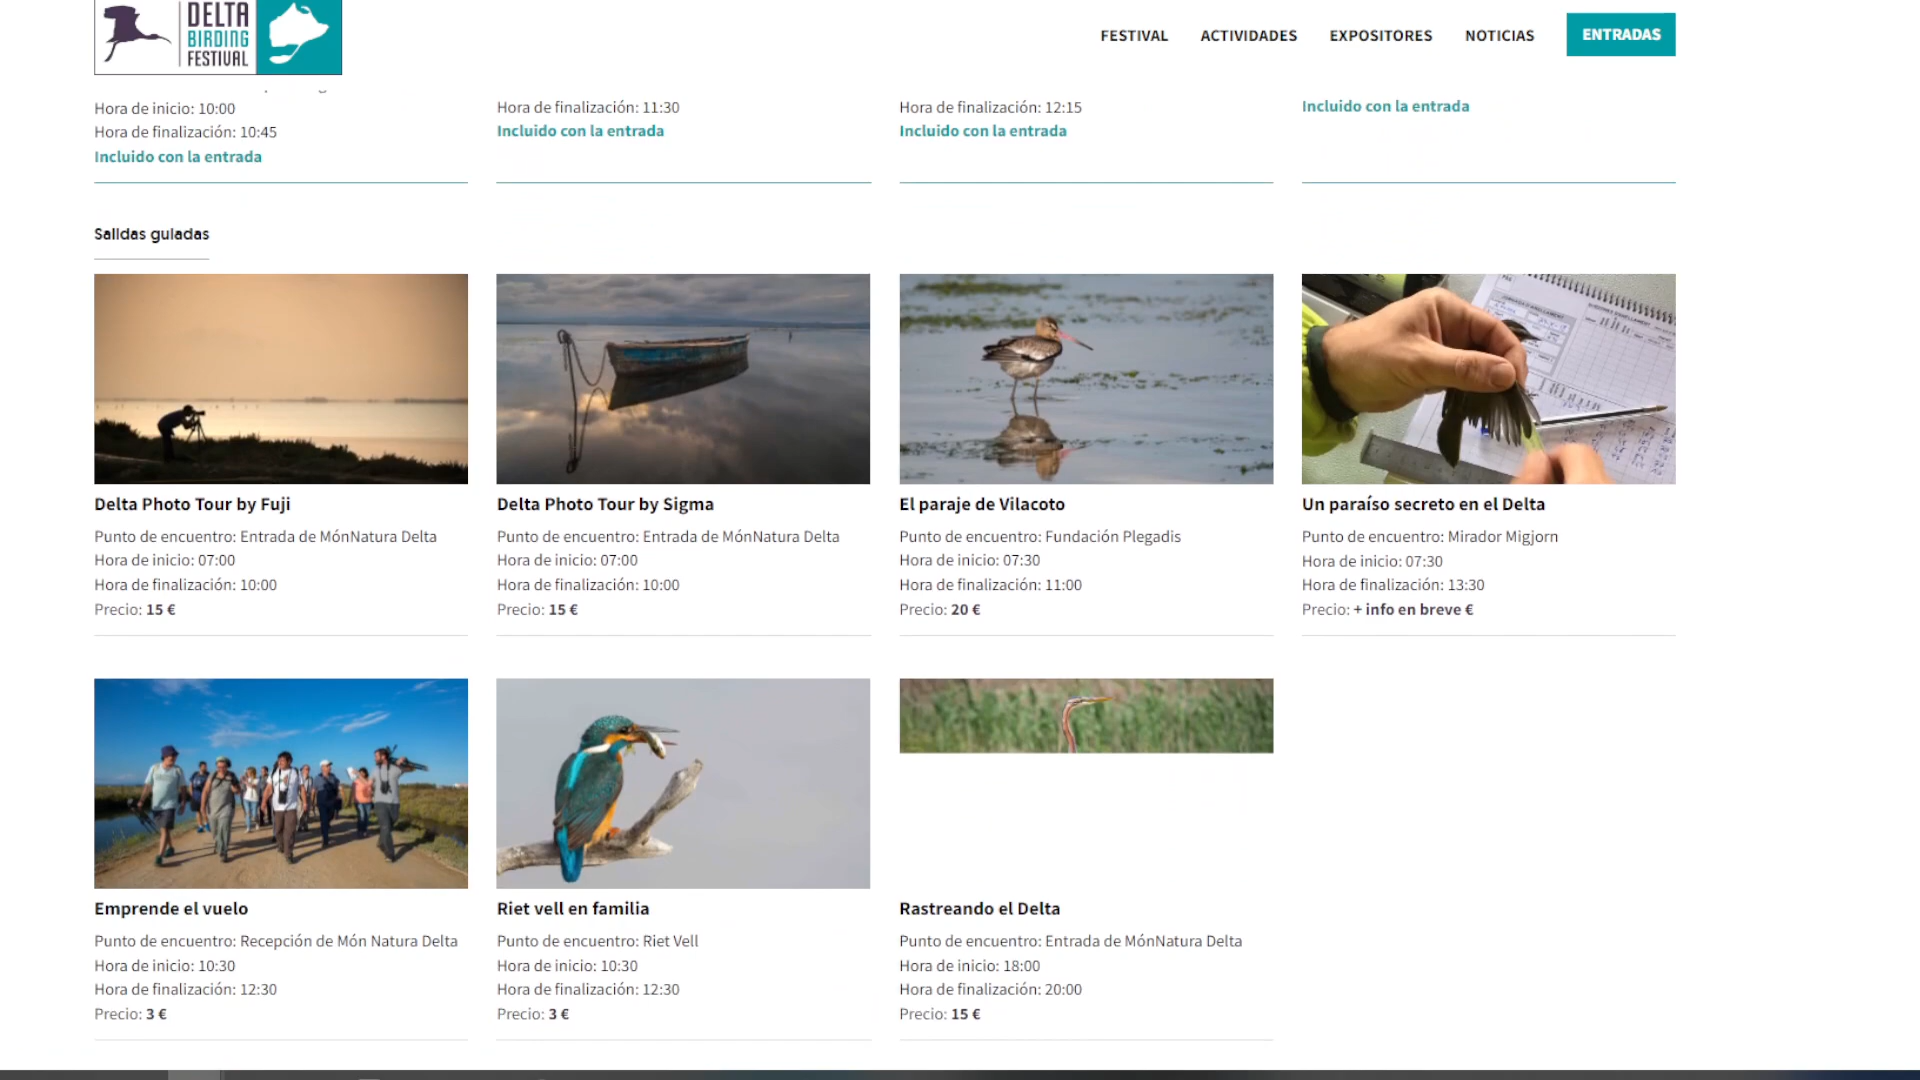 DELTA
BIRDING
FESTIVAL
FESTIVAL
ACTIVIDADES
EXPOSITORES
NOTICIAS
ENTRADAS
Hora de inicio: 10:00
Hora de finalización: 10:45
Incluido con la entrada
Hora de finalización: 11:30
Incluido con la entrada
Hora de finalización: 12:15
Incluido con la entrada
Incluido con la entrada
Salidas guiadas
Delta Photo Tour by Fuji
Punto de encuentro: Entrada de MónNatura Delta
Hora de inicio: 07:00
Hora de finalización: 10:00
Precio: 15 €
Delta Photo Tour by Sigma
Punto de encuentro: Entrada de MónNatura Delta
Hora de inicio: 07:00
Hora de finalización: 10:00
Precio: 15 €
El paraje de Vilacoto
Punto de encuentro: Fundación Plegadis
Hora de inicio: 07:30
Hora de finalización: 11:00
Precio: 20 €
Un paraíso secreto en el Delta
Punto de encuentro: Mirador Migjorn
Hora de inicio: 07:30
Hora de finalización: 13:30
Precio: + info en breve €
Emprende el vuelo
Punto de encuentro: Recepción de Món Natura Delta
Hora de inicio: 10:30
Hora de finalización: 12:30
Precio: 3 €
Riet vell en familia
Punto de encuentro: Riet Vell
Hora de inicio: 10:30
Hora de finalización: 12:30
Precio: 3 €
Rastreando el Delta
Punto de encuentro: Entrada de MónNatura Delta
Hora de inicio: 18:00
Hora de finalización: 20:00
Precio: 15 €